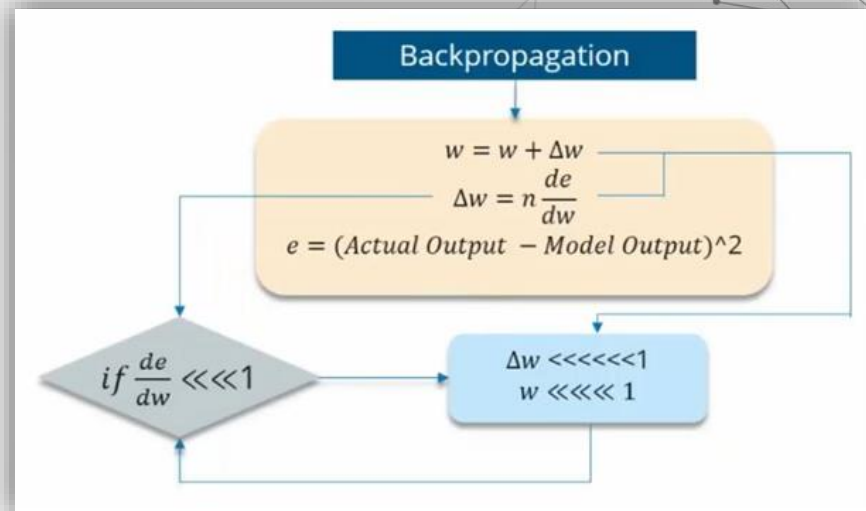 Backpropagation
w = w + Δw
Δw = n de/dw
e = (Actual Output − Model Output)^2
if de/dw ⋘1
Δw <<<<<<1
w ⋘≪ 1